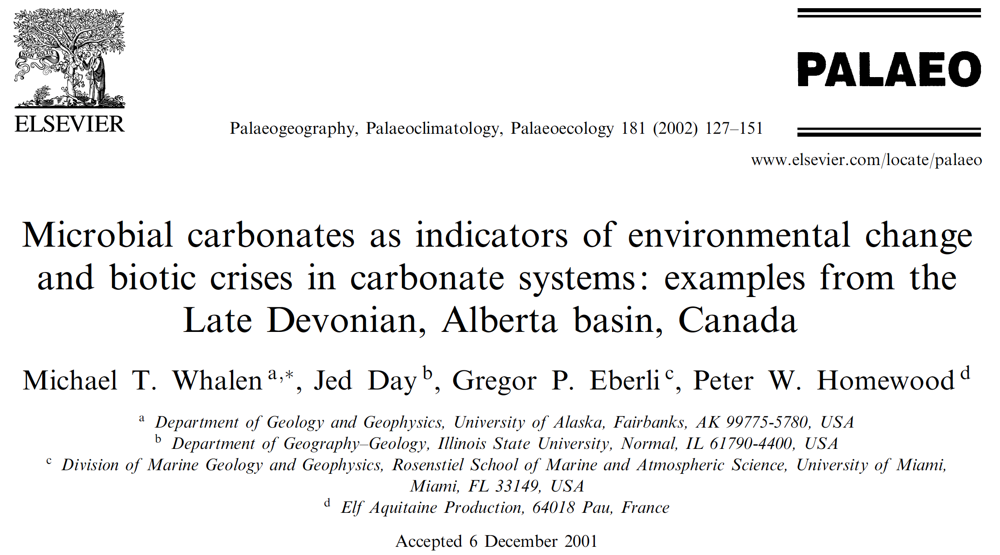 NON SOLUS
ELSEVIER
PALAEO
Palaeogeography, Palaeoclimatology, Palaeoecology 181 (2002) 127–151
www.elsevier.com/locate/palaeo
Microbial carbonates as indicators of environmental change
and biotic crises in carbonate systems: examples from the
Late Devonian, Alberta basin, Canada
Michael T. Whalen a,*, Jed Day b, Gregor P. Eberli c, Peter W. Homewood d
a Department of Geology and Geophysics, University of Alaska, Fairbanks, AK 99775-5780, USA
b Department of Geography–Geology, Illinois State University, Normal, IL 61790-4400, USA
c Division of Marine Geology and Geophysics, Rosenstiel School of Marine and Atmospheric Science, University of Miami,
Miami, FL 33149, USA
d Elf Aquitaine Production, 64018 Pau, France
Accepted 6 December 2001